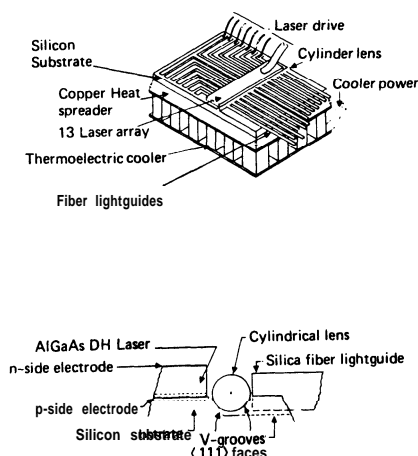 Laser drive
Silicon
Substrate
Cylinder lens
Cooler power
Copper Heat
spreader
13 Laser array
Thermoelectric cooler
Fiber lightguides
AlGaAs DH Laser
Cylindrical lens
n-side electrode
Silica fiber lightguide
p-side electrode
Silicon
V-grooves
⟨111⟩ faces